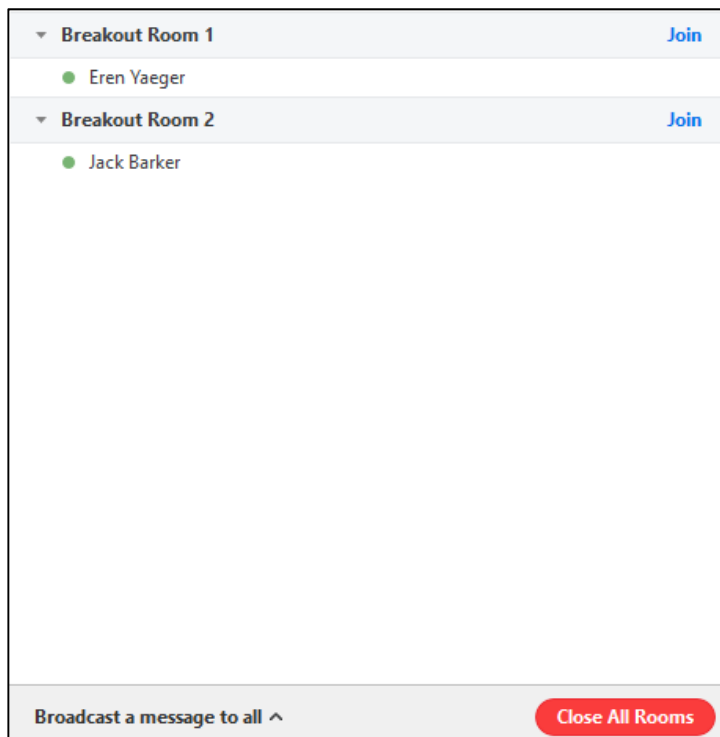 Breakout Room 1 Join
Eren Yaeger
Breakout Room 2 Join
Jack Barker
Broadcast a message to all Close All Rooms